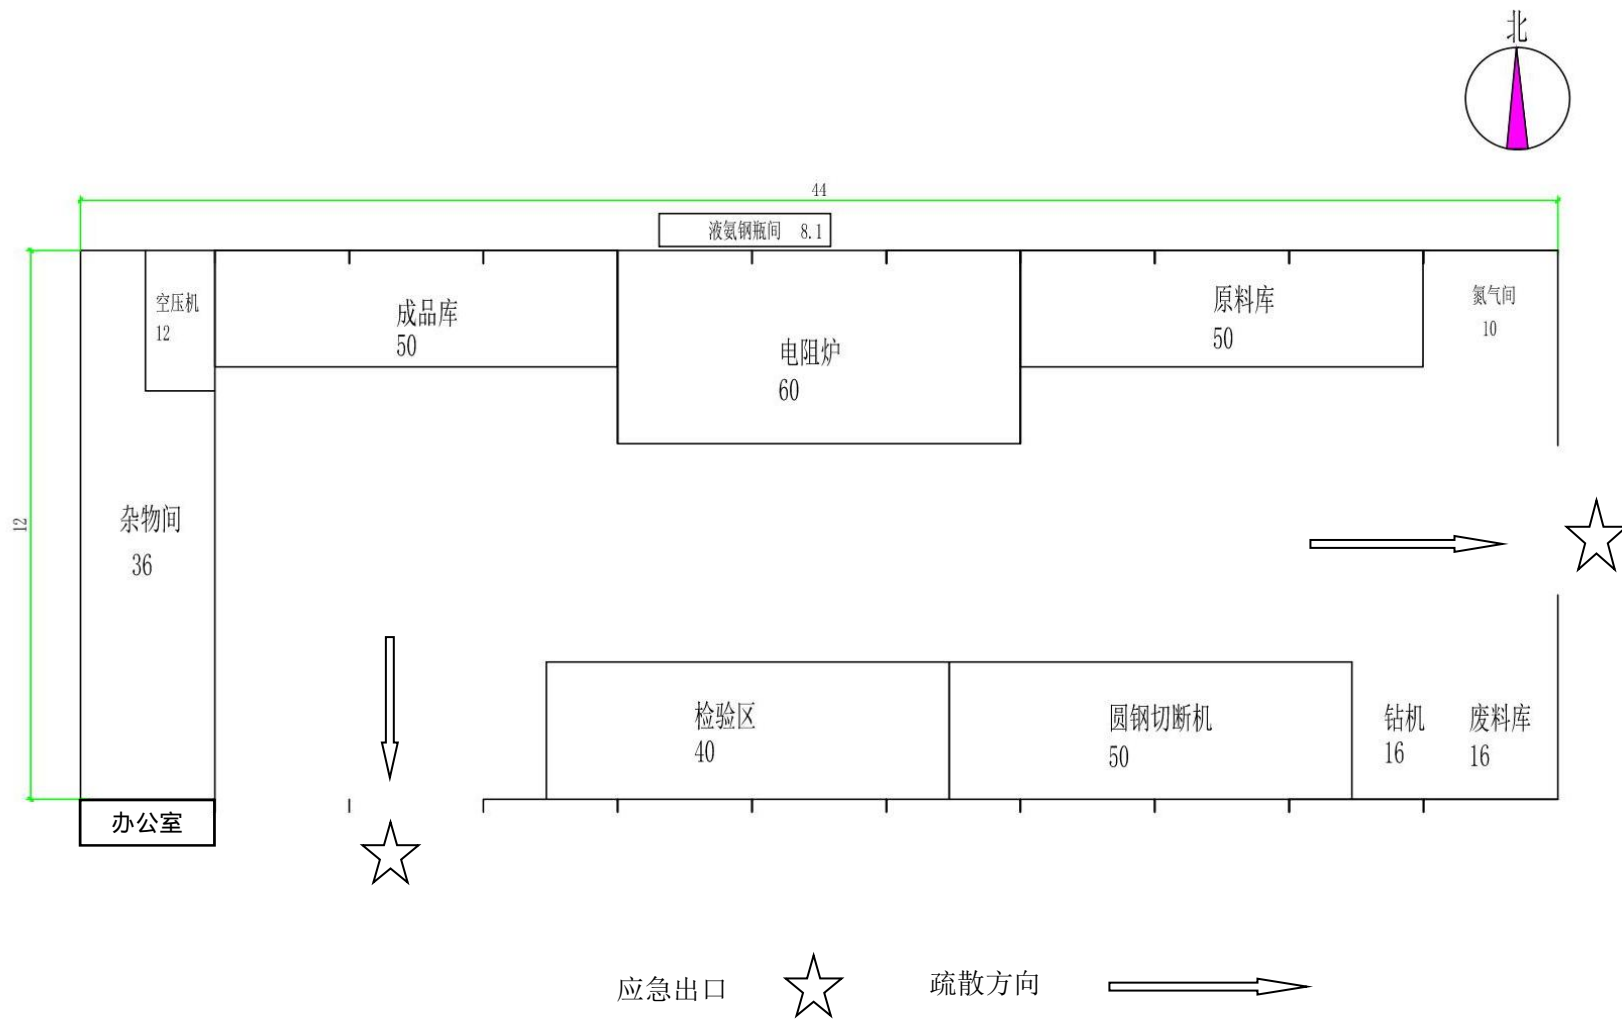 北
44
液氨钢瓶间 8.1
空压机
12
成品库
50
电阻炉
60
原料库
50
氮气间
10
12
杂物间
36
检验区
40
圆钢切断机
50
钻机
16
废料库
16
办公室
应急出口
疏散方向